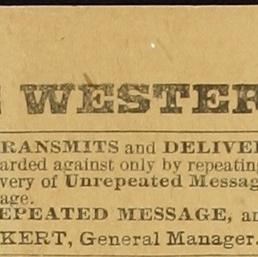 WESTER
RANSMITS and DELIVE
arded against only by repeating
very of Unrepeated Messag
age.
EPEATED MESSAGE, an
KERT, General Manager.